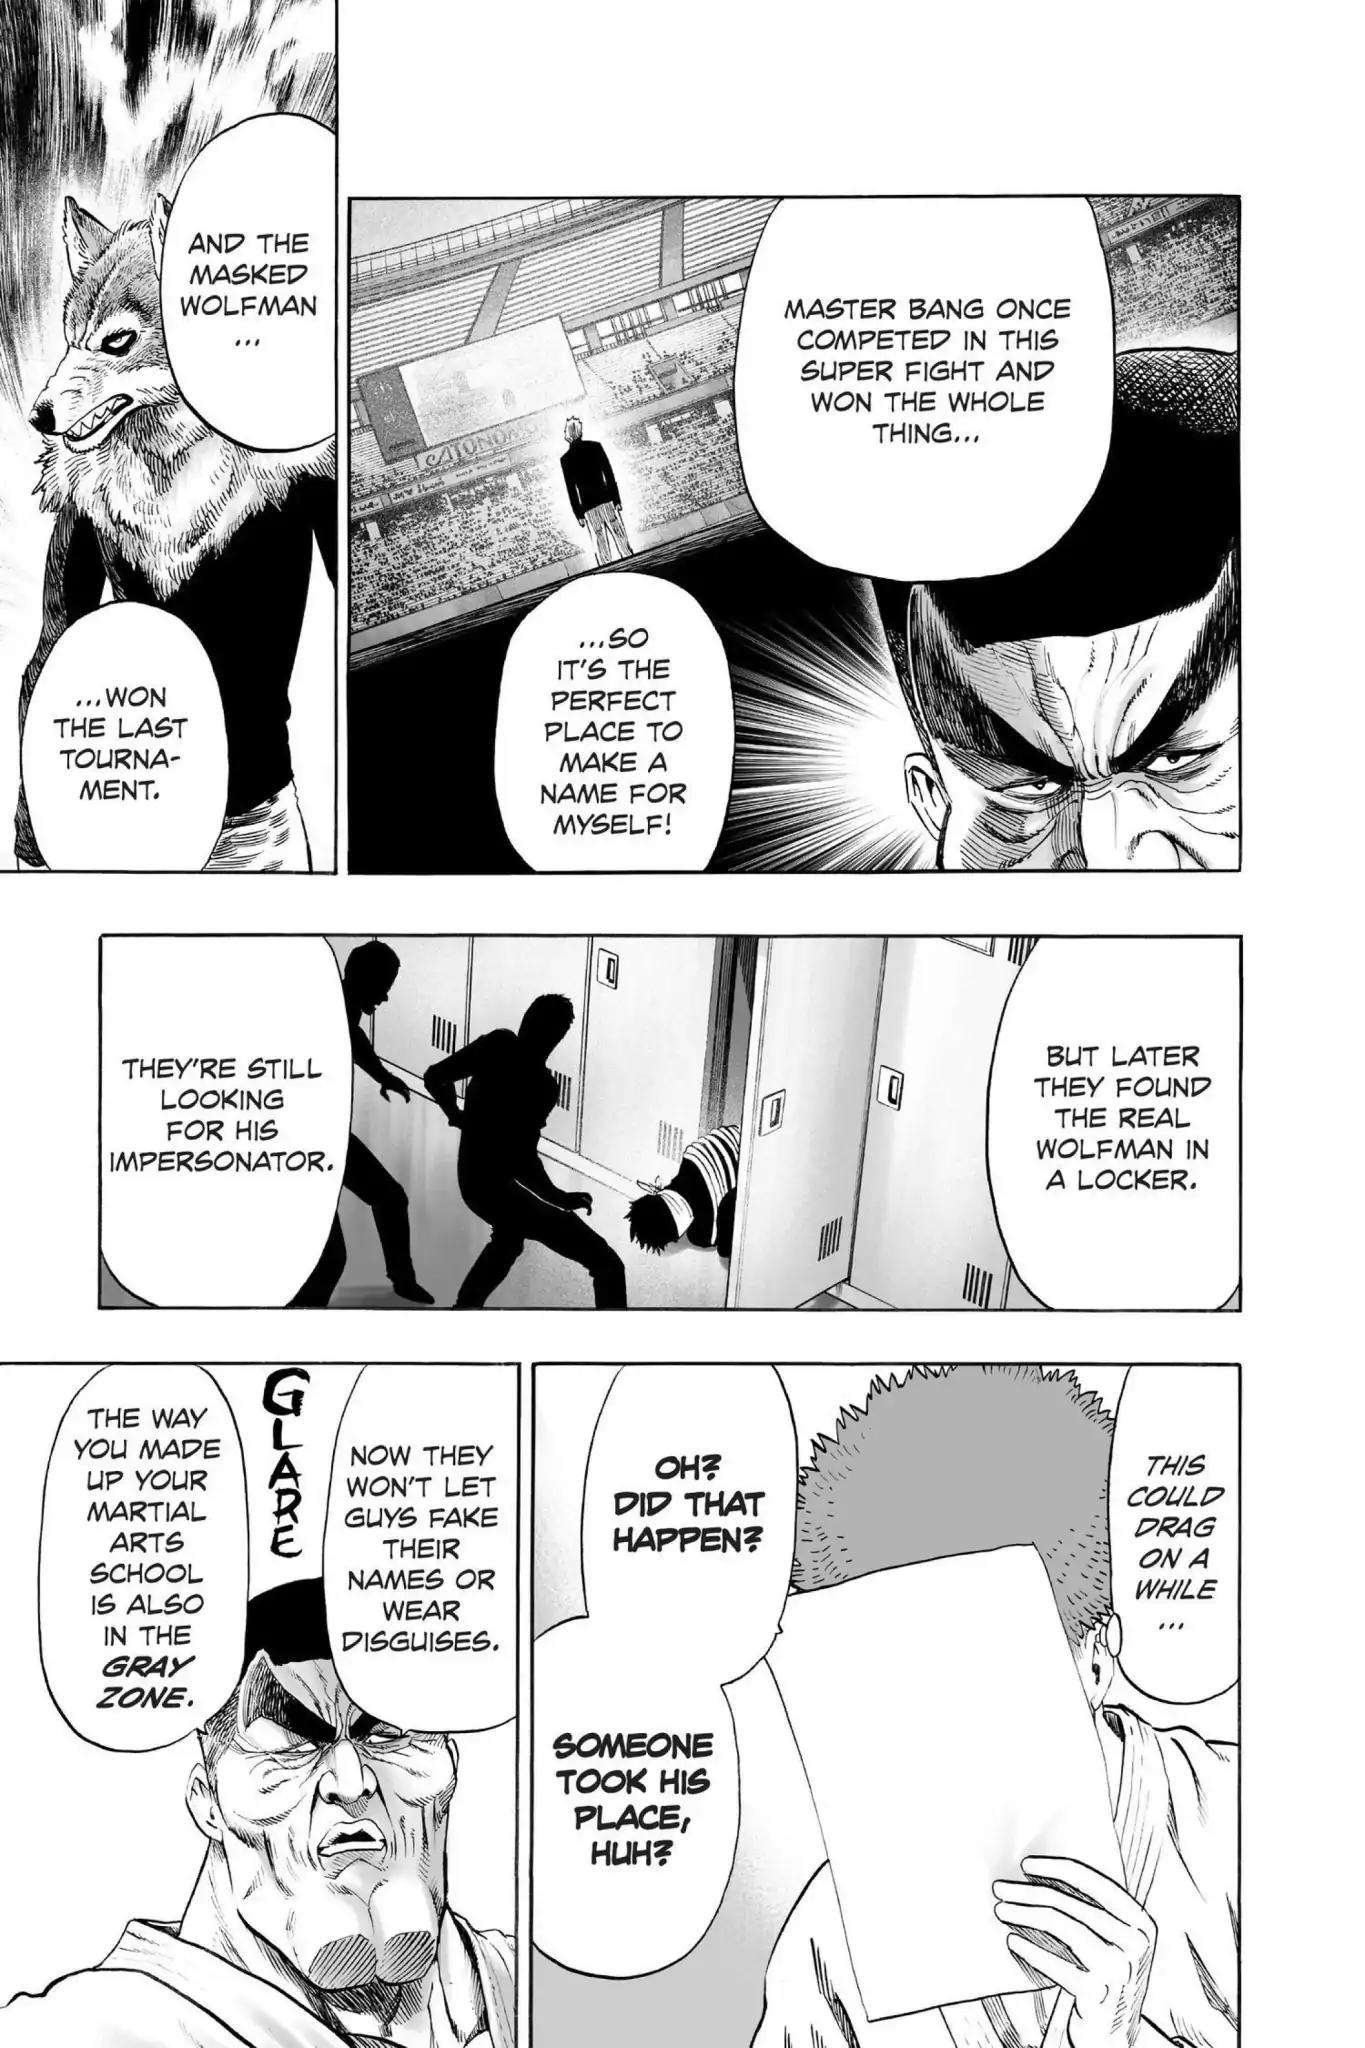 MASTER BANG ONCE
COMPETED IN THIS
SUPER FIGHT AND
WON THE WHOLE
THING...
...SO
IT'S THE
PERFECT
PLACE TO
MAKE A
NAME FOR
MYSELF!
AND THE
MASKED
WOLFMAN
...
...WON
THE LAST
TOURNA-
MENT.
BUT LATER
THEY FOUND
THE REAL
WOLFMAN IN
A LOCKER.
THEY'RE STILL
LOOKING
FOR HIS
IMPERSONATOR.
THIS
COULD
DRAG
ON A
WHILE
...
OH?
DID THAT
HAPPEN?
SOMEONE
TOOK HIS
PLACE,
HUH?
NOW THEY
WON'T LET
GUYS FAKE
THEIR
NAMES OR
WEAR
DISGUISES.
GLARE
THE WAY
YOU MADE
UP YOUR
MARTIAL
ARTS
SCHOOL
IS ALSO
IN THE
GRAY
ZONE.